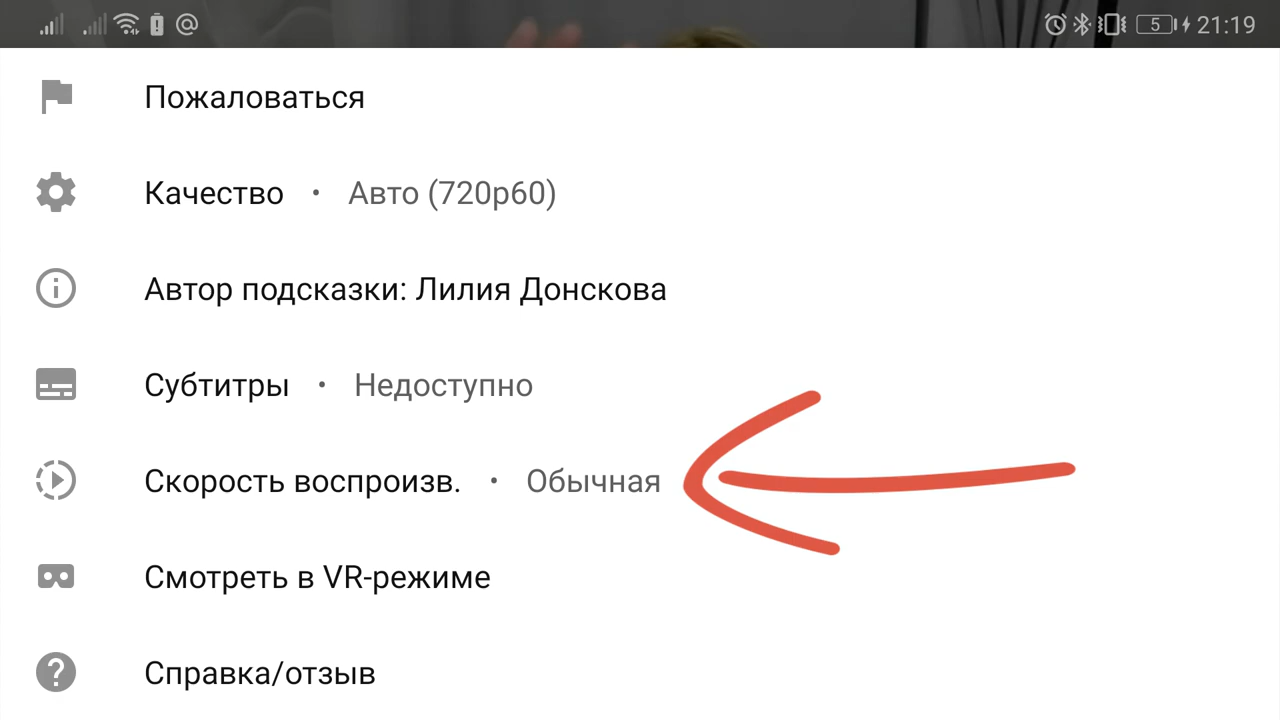 5 21:19
Пожаловаться
Качество • Авто (720p60)
Автор подсказки: Лилия Донскова
Субтитры • Недоступно
Скорость воспроизв. • Обычная
Смотреть в VR-режиме
Справка/отзыв